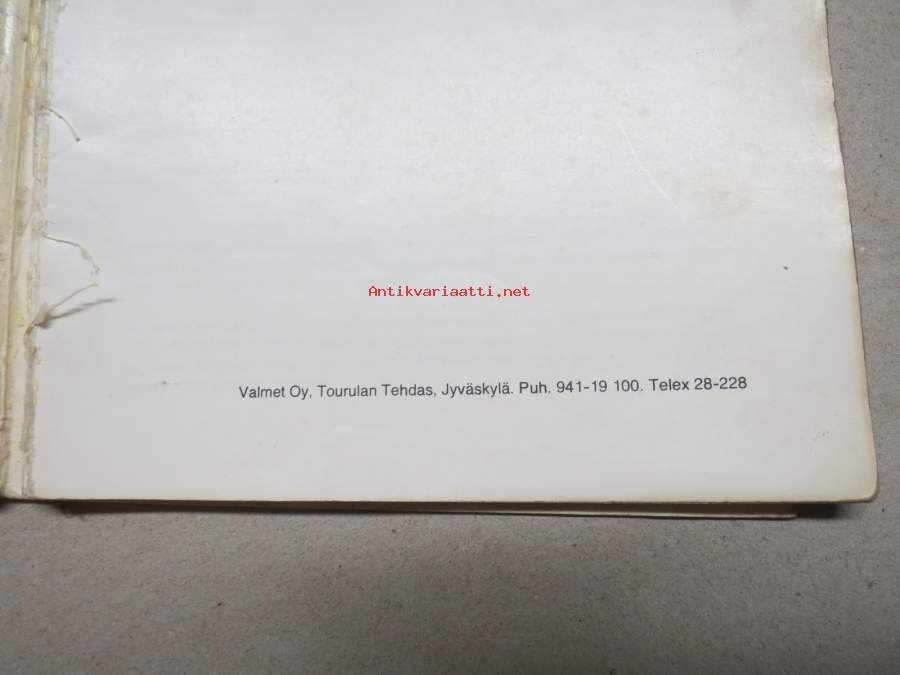 Antikvariaatti.net
Valmet Oy, Tourulan Tehdas, Jyväskylä. Puh. 941-19 100. Telex 28-228